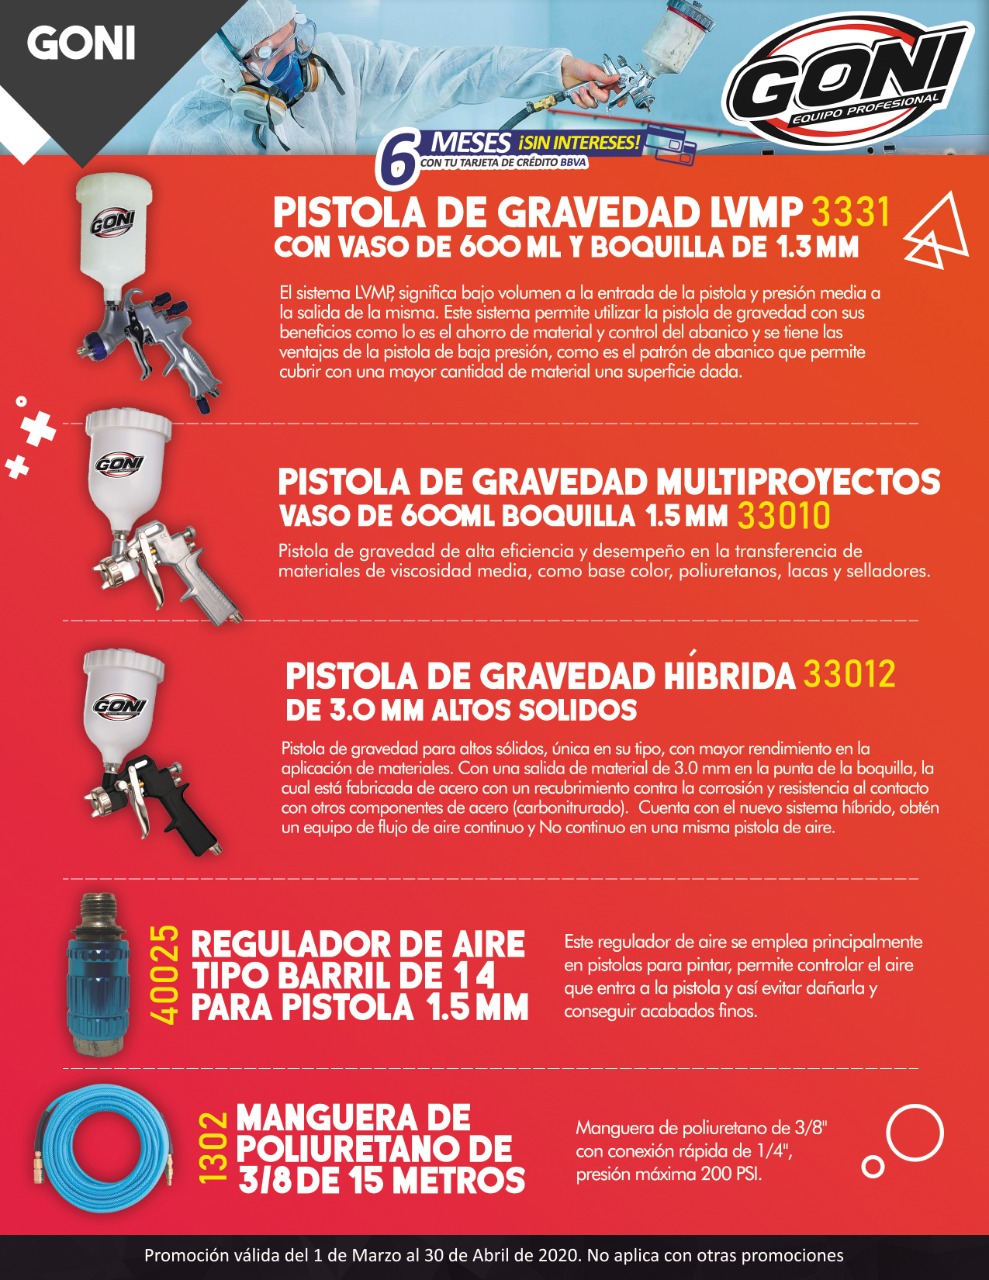 GONI
GONI
EQUIPO PROFESIONAL
6 MESES ¡SIN INTERESES!
CON TU TARJETA DE CRÉDITO BBVA
GONI
PISTOLA DE GRAVEDAD LVMP 3331
CON VASO DE 600 ML Y BOQUILLA DE 1.3 MM
El sistema LVMP, significa bajo volumen a la entrada de la pistola y presión media a
la salida de la misma. Este sistema permite utilizar la pistola de gravedad con sus
beneficios como lo es el ahorro de material y control del abanico y se tiene las
ventajas de la pistola de baja presión, como es el patrón de abanico que permite
cubrir con una mayor cantidad de material una superficie dada.
GONI
PISTOLA DE GRAVEDAD MULTIPROYECTOS
VASO DE 600ML BOQUILLA 1.5 MM 33010
Pistola de gravedad de alta eficiencia y desempeño en la transferencia de
materiales de viscosidad media, como base color, poliuretanos, lacas y selladores.
GONI
PISTOLA DE GRAVEDAD HÍBRIDA 33012
DE 3.0 MM ALTOS SOLIDOS
Pistola de gravedad para altos sólidos, única en su tipo, con mayor rendimiento en la
aplicación de materiales. Con una salida de material de 3.0 mm en la punta de la boquilla, la
cual está fabricada de acero con un recubrimiento contra la corrosión y resistencia al contacto
con otros componentes de acero (carbonitrurado). Cuenta con el nuevo sistema híbrido, obtén
un equipo de flujo de aire continuo y No continuo en una misma pistola de aire.
40025
REGULADOR DE AIRE
TIPO BARRIL DE 14
PARA PISTOLA 1.5 MM
Este regulador de aire se emplea principalmente
en pistolas para pintar, permite controlar el aire
que entra a la pistola y así evitar dañarla y
conseguir acabados finos.
1302
MANGUERA DE
POLIURETANO DE
3/8 DE 15 METROS
Manguera de poliuretano de 3/8"
con conexión rápida de 1/4",
presión máxima 200 PSI.
Promoción válida del 1 de Marzo al 30 de Abril de 2020. No aplica con otras promociones